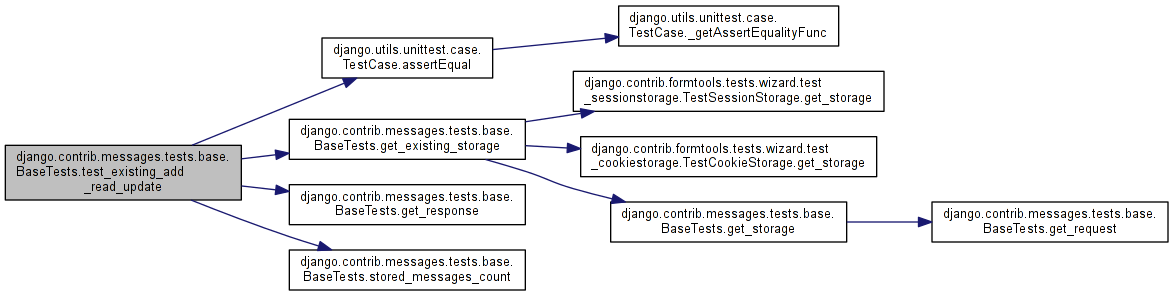 django.utils.unittest.case.
TestCase._getAssertEqualityFunc
django.utils.unittest.case.
TestCase.assertEqual
django.contrib.formtools.tests.wizard.test
_sessionstorage.TestSessionStorage.get_storage
django.contrib.messages.tests.base.
BaseTests.get_existing_storage
django.contrib.formtools.tests.wizard.test
_cookiestorage.TestCookieStorage.get_storage
django.contrib.messages.tests.base.
BaseTests.test_existing_add
_read_update
django.contrib.messages.tests.base.
BaseTests.get_response
django.contrib.messages.tests.base.
BaseTests.get_storage
django.contrib.messages.tests.base.
BaseTests.get_request
django.contrib.messages.tests.base.
BaseTests.stored_messages_count